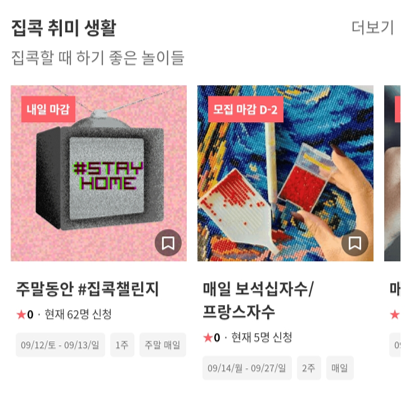 집콕 취미 생활
더보기
집콕할 때 하기 좋은 놀이들
내일 마감
#STAY
HOME
주말동안 #집콕챌린지
★0 · 현재 62명 신청
09/12/토 - 09/13/일
1주
주말 매일
모집 마감 D-2
매일 보석십자수/
프랑스자수
★0 · 현재 5명 신청
09/14/월 - 09/27/일
2주
매일